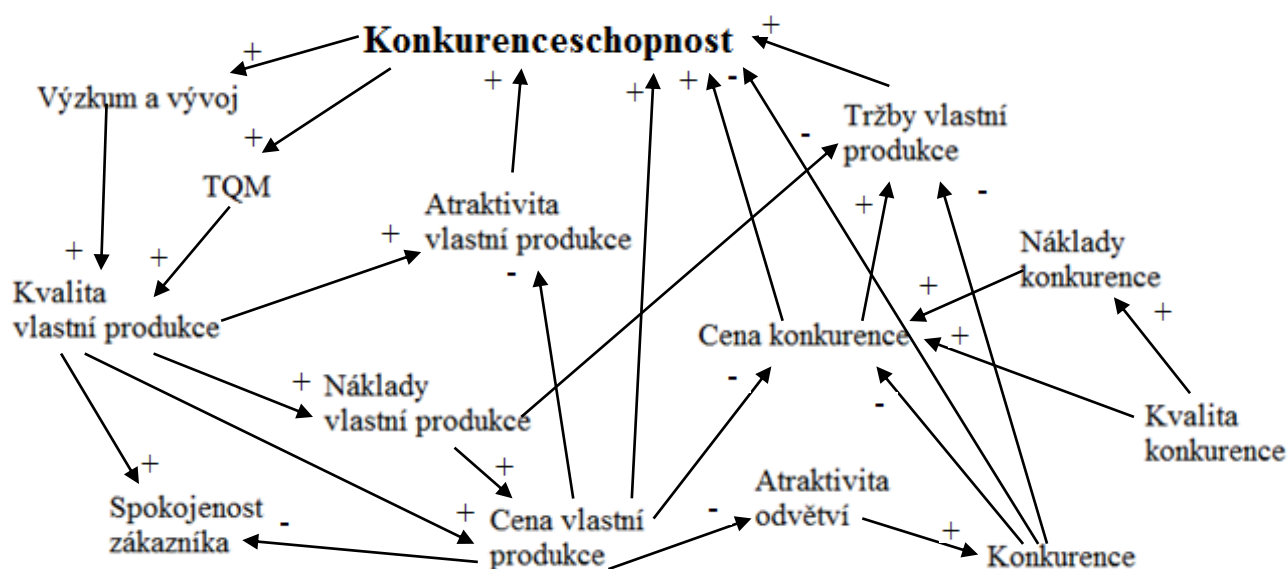 Konkurenceschopnost
+
+
+
+
+
+
-
Výzkum a vývoj
Tržby vlastní
produkce
+
-
TQM
Atraktivita
vlastní produkce
+
-
Náklady
konkurence
+
+
+
-
Kvalita
vlastní produkce
+
+
Cena konkurence
+
+
Náklady
vlastní produkce
-
-
Kvalita
konkurence
+
+
Atraktivita
odvětví
Spokojenost
zákazníka
-
+
Cena vlastní
produkce
-
+
Konkurence